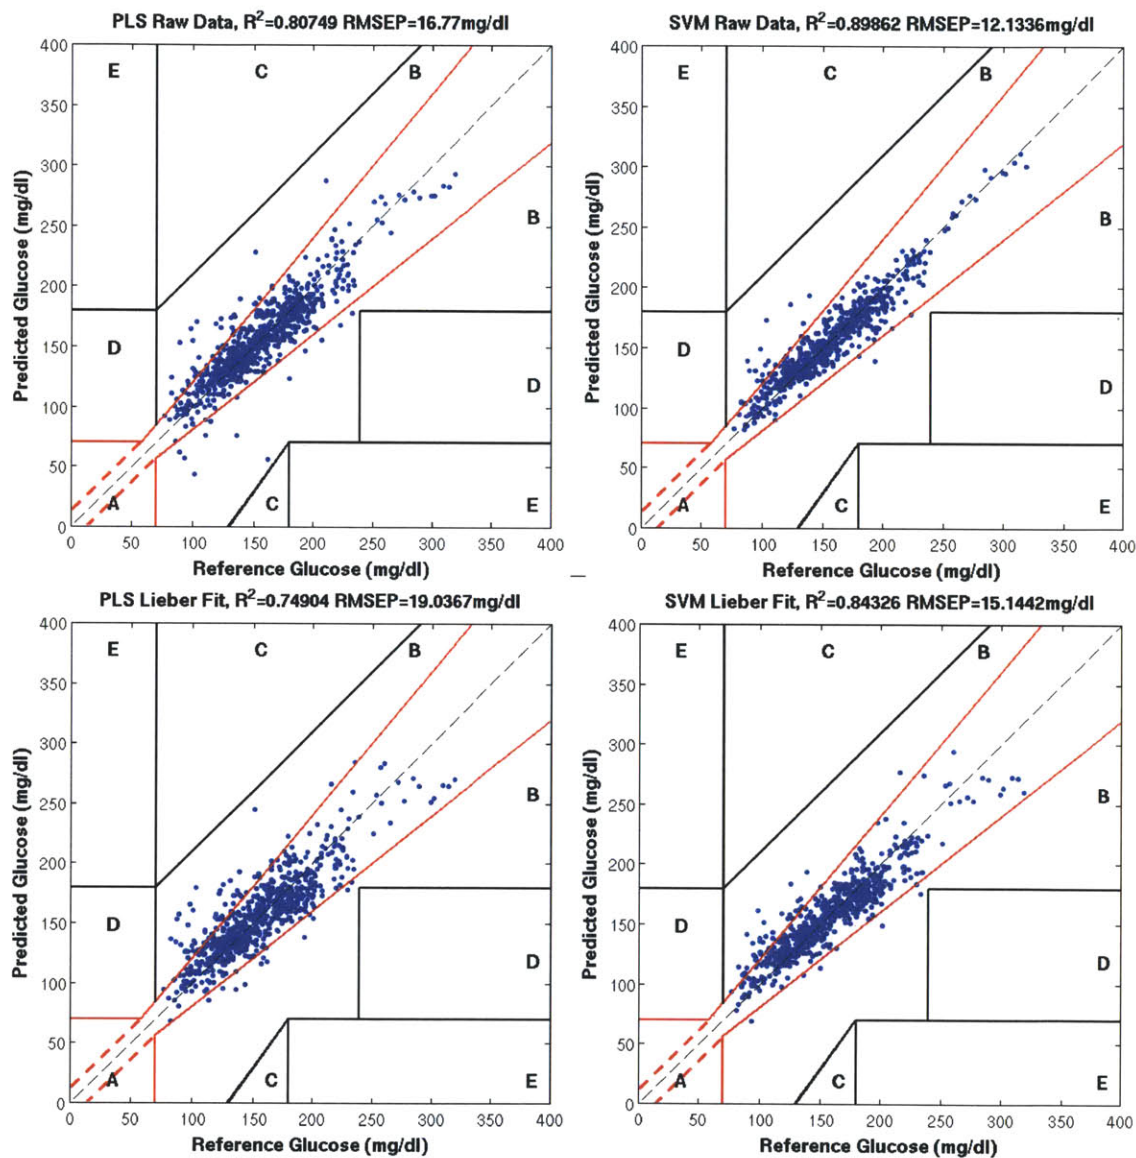 PLS Raw Data, R²=0.80749 RMSEP=16.77mg/dl
400
350
300
250
200
150
100
50
0
Predicted Glucose (mg/dl)
E
C
B
B
D
D
A
C
E
0 50 100 150 200 250 300 350 400
Reference Glucose (mg/dl)
SVM Raw Data, R²=0.89862 RMSEP=12.1336mg/dl
400
350
300
250
200
150
100
50
0
Predicted Glucose (mg/dl)
E
C
B
B
D
D
A
C
E
0 50 100 150 200 250 300 350 400
Reference Glucose (mg/dl)
PLS Lieber Fit, R²=0.74904 RMSEP=19.0367mg/dl
400
350
300
250
200
150
100
50
0
Predicted Glucose (mg/dl)
E
C
B
B
D
D
A
C
E
0 50 100 150 200 250 300 350 400
Reference Glucose (mg/dl)
SVM Lieber Fit, R²=0.84326 RMSEP=15.1442mg/dl
400
350
300
250
200
150
100
50
0
Predicted Glucose (mg/dl)
E
C
B
B
D
D
A
C
E
0 50 100 150 200 250 300 350 400
Reference Glucose (mg/dl)